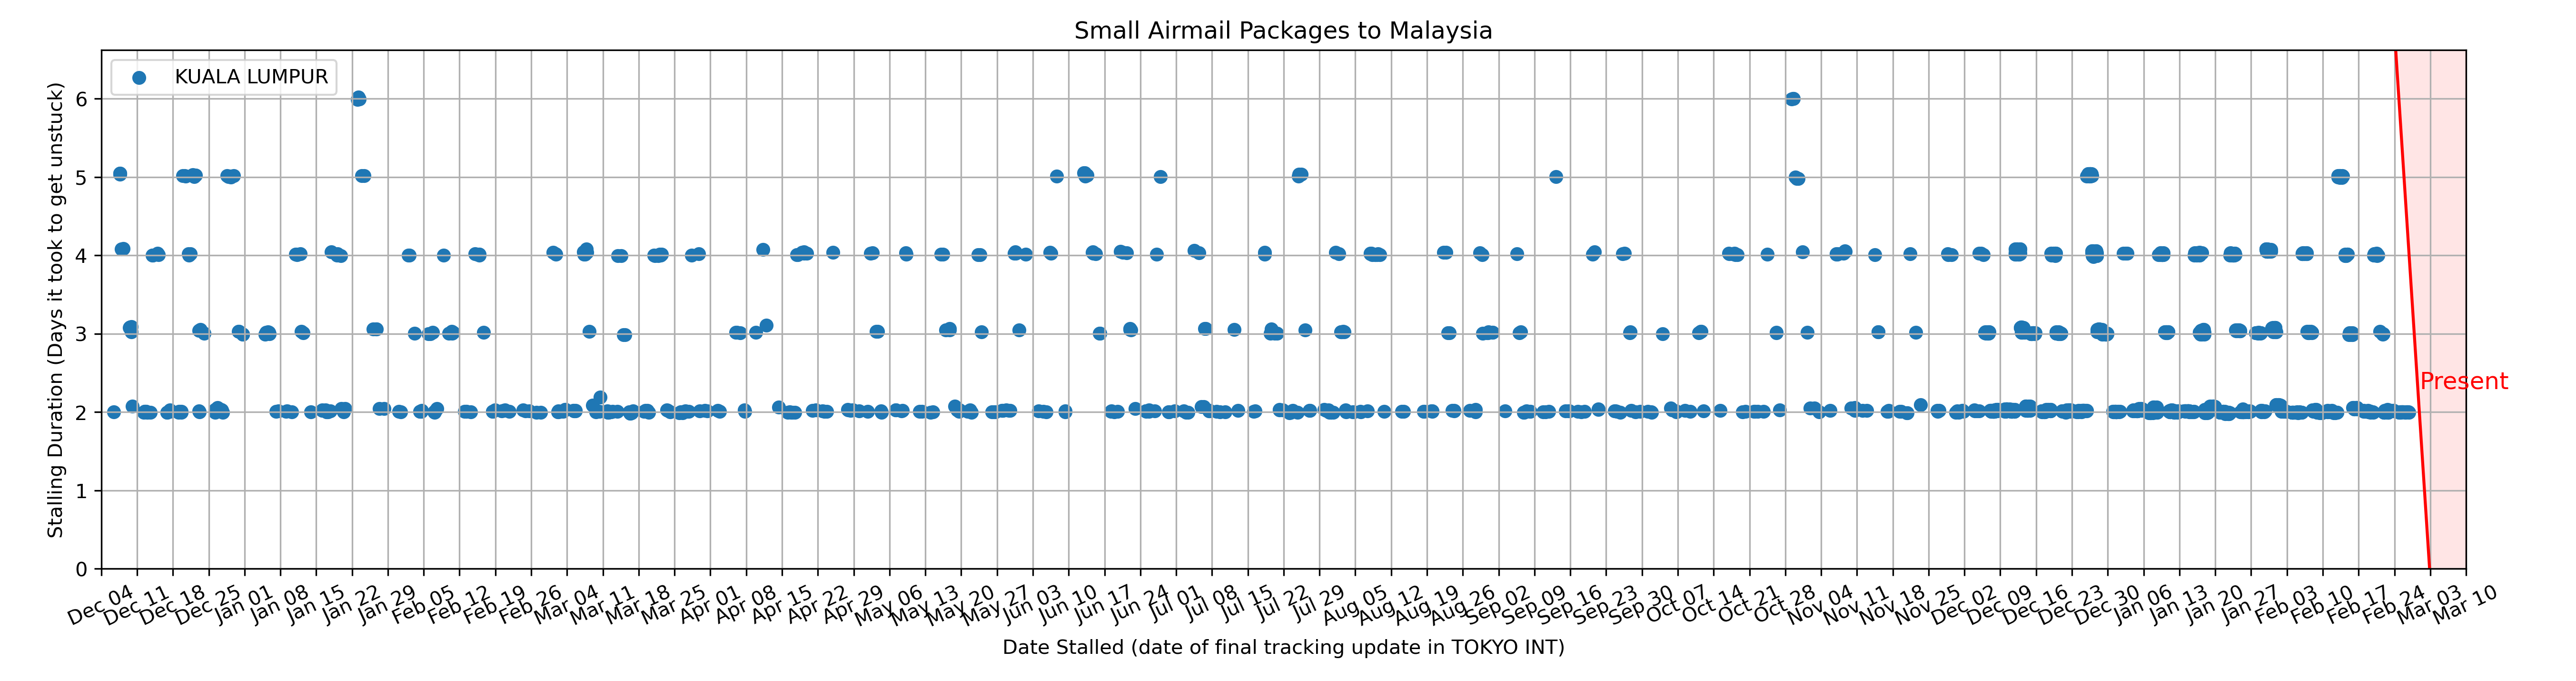 Small Airmail Packages to Malaysia
KUALA LUMPUR
Stalling Duration (Days it took to get unstuck)
6
5
4
3
2
1
0
Present
Dec 04 Dec 11 Dec 18 Dec 25 Jan 01 Jan 08 Jan 15 Jan 22 Jan 29 Feb 05 Feb 12 Feb 19 Feb 26 Mar 04 Mar 11 Mar 18 Mar 25 Apr 01 Apr 08 Apr 15 Apr 22 Apr 29 May 06 May 13 May 20 May 27 Jun 03 Jun 10 Jun 17 Jun 24 Jul 01 Jul 08 Jul 15 Jul 22 Jul 29 Aug 05 Aug 12 Aug 19 Aug 26 Sep 02 Sep 09 Sep 16 Sep 23 Sep 30 Oct 07 Oct 14 Oct 21 Oct 28 Nov 04 Nov 11 Nov 18 Nov 25 Dec 02 Dec 09 Dec 16 Dec 23 Dec 30 Jan 06 Jan 13 Jan 20 Jan 27 Feb 03 Feb 10 Feb 17 Feb 24 Mar 03 Mar 10
Date Stalled (date of final tracking update in TOKYO INT)